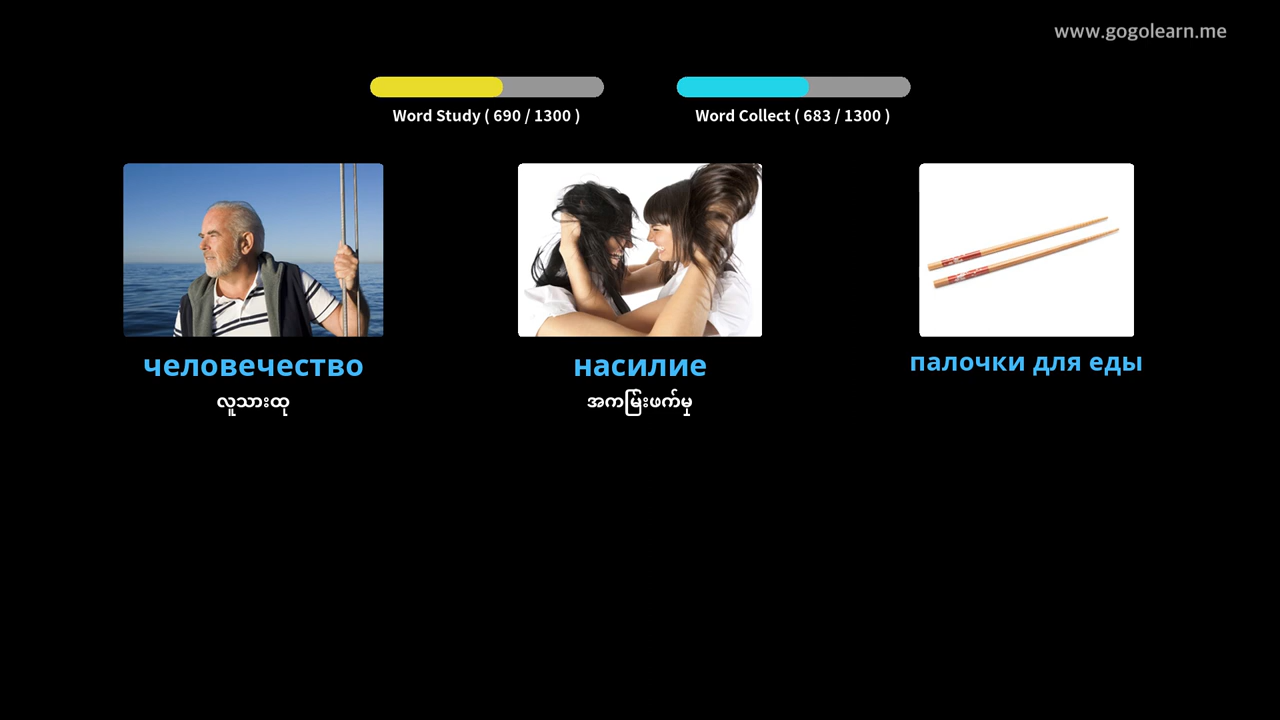 www.gogolearn.me
Word Study ( 690 / 1300 )
Word Collect ( 683 / 1300 )
человечество
насилие
палочки для еды
လူသားထု
အကမြ်းဖက်မှ